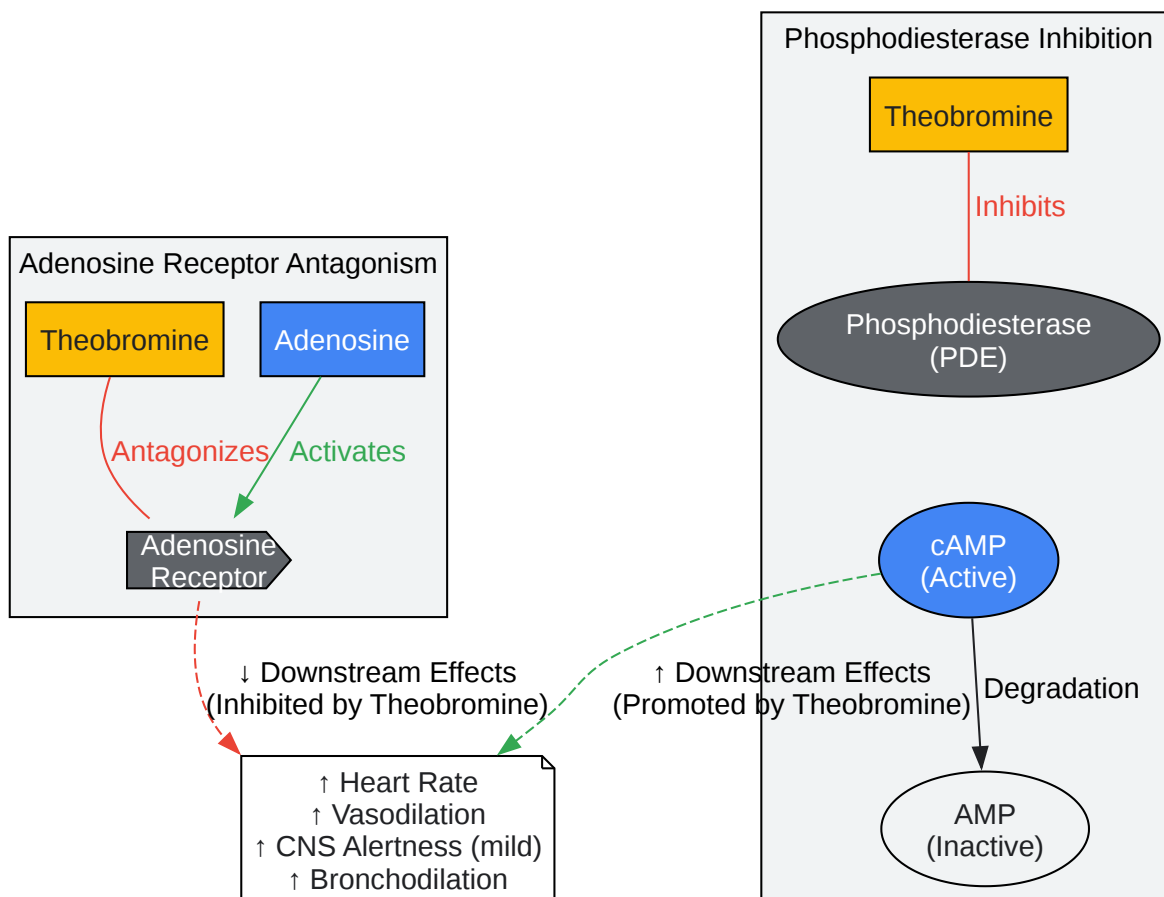 Phosphodiesterase Inhibition
Theobromine
Inhibits
Phosphodiesterase
(PDE)
Adenosine Receptor Antagonism
Theobromine
Adenosine
Antagonizes
Activates
Adenosine
Receptor
cAMP
(Active)
↓ Downstream Effects
(Inhibited by Theobromine)
↑ Downstream Effects
(Promoted by Theobromine)
Degradation
↑ Heart Rate
↑ Vasodilation
↑ CNS Alertness (mild)
↑ Bronchodilation
AMP
(Inactive)